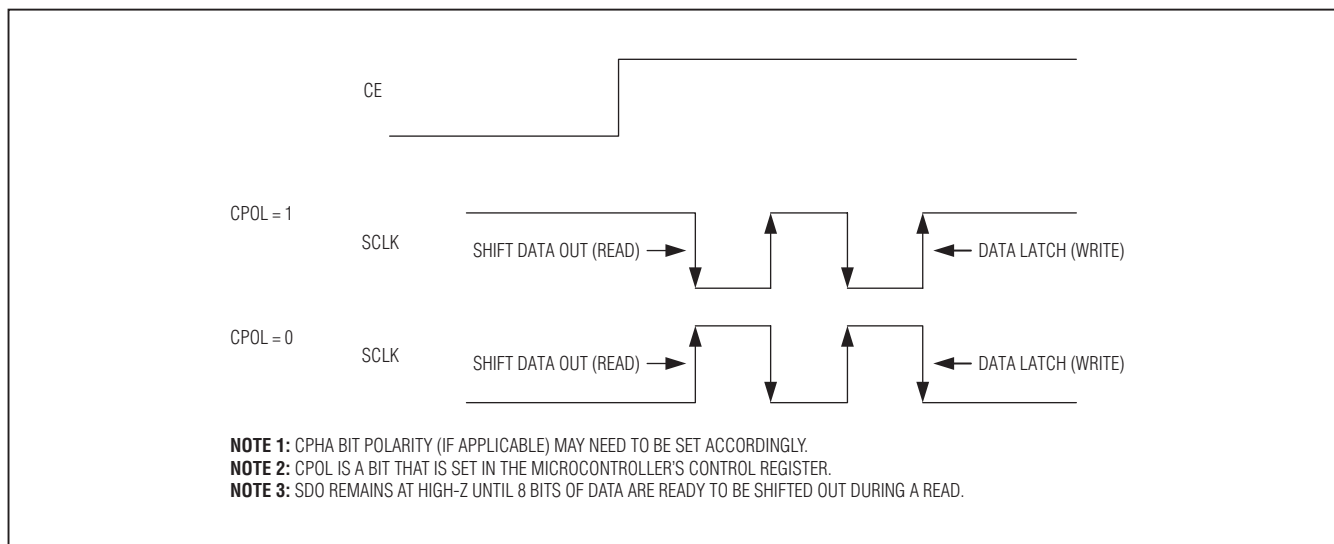 CE
CPOL = 1
SCLK
SHIFT DATA OUT (READ)
DATA LATCH (WRITE)
CPOL = 0
SCLK
SHIFT DATA OUT (READ)
DATA LATCH (WRITE)
NOTE 1: CPHA BIT POLARITY (IF APPLICABLE) MAY NEED TO BE SET ACCORDINGLY.
NOTE 2: CPOL IS A BIT THAT IS SET IN THE MICROCONTROLLER'S CONTROL REGISTER.
NOTE 3: SDO REMAINS AT HIGH-Z UNTIL 8 BITS OF DATA ARE READY TO BE SHIFTED OUT DURING A READ.